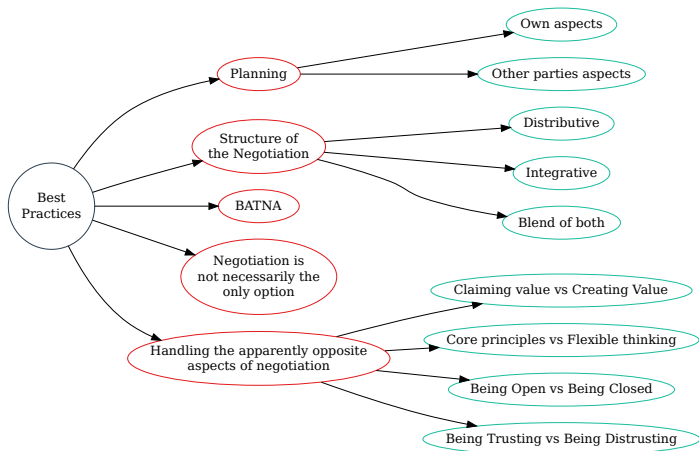 Own aspects
Planning
Other parties aspects
Distributive
Structure of
the Negotiation
Integrative
Best
Practices
BATNA
Blend of both
Negotiation is
not necessarily the
only option
Claiming value vs Creating Value
Core principles vs Flexible thinking
Handling the apparently opposite
aspects of negotiation
Being Open vs Being Closed
Being Trusting vs Being Distrusting